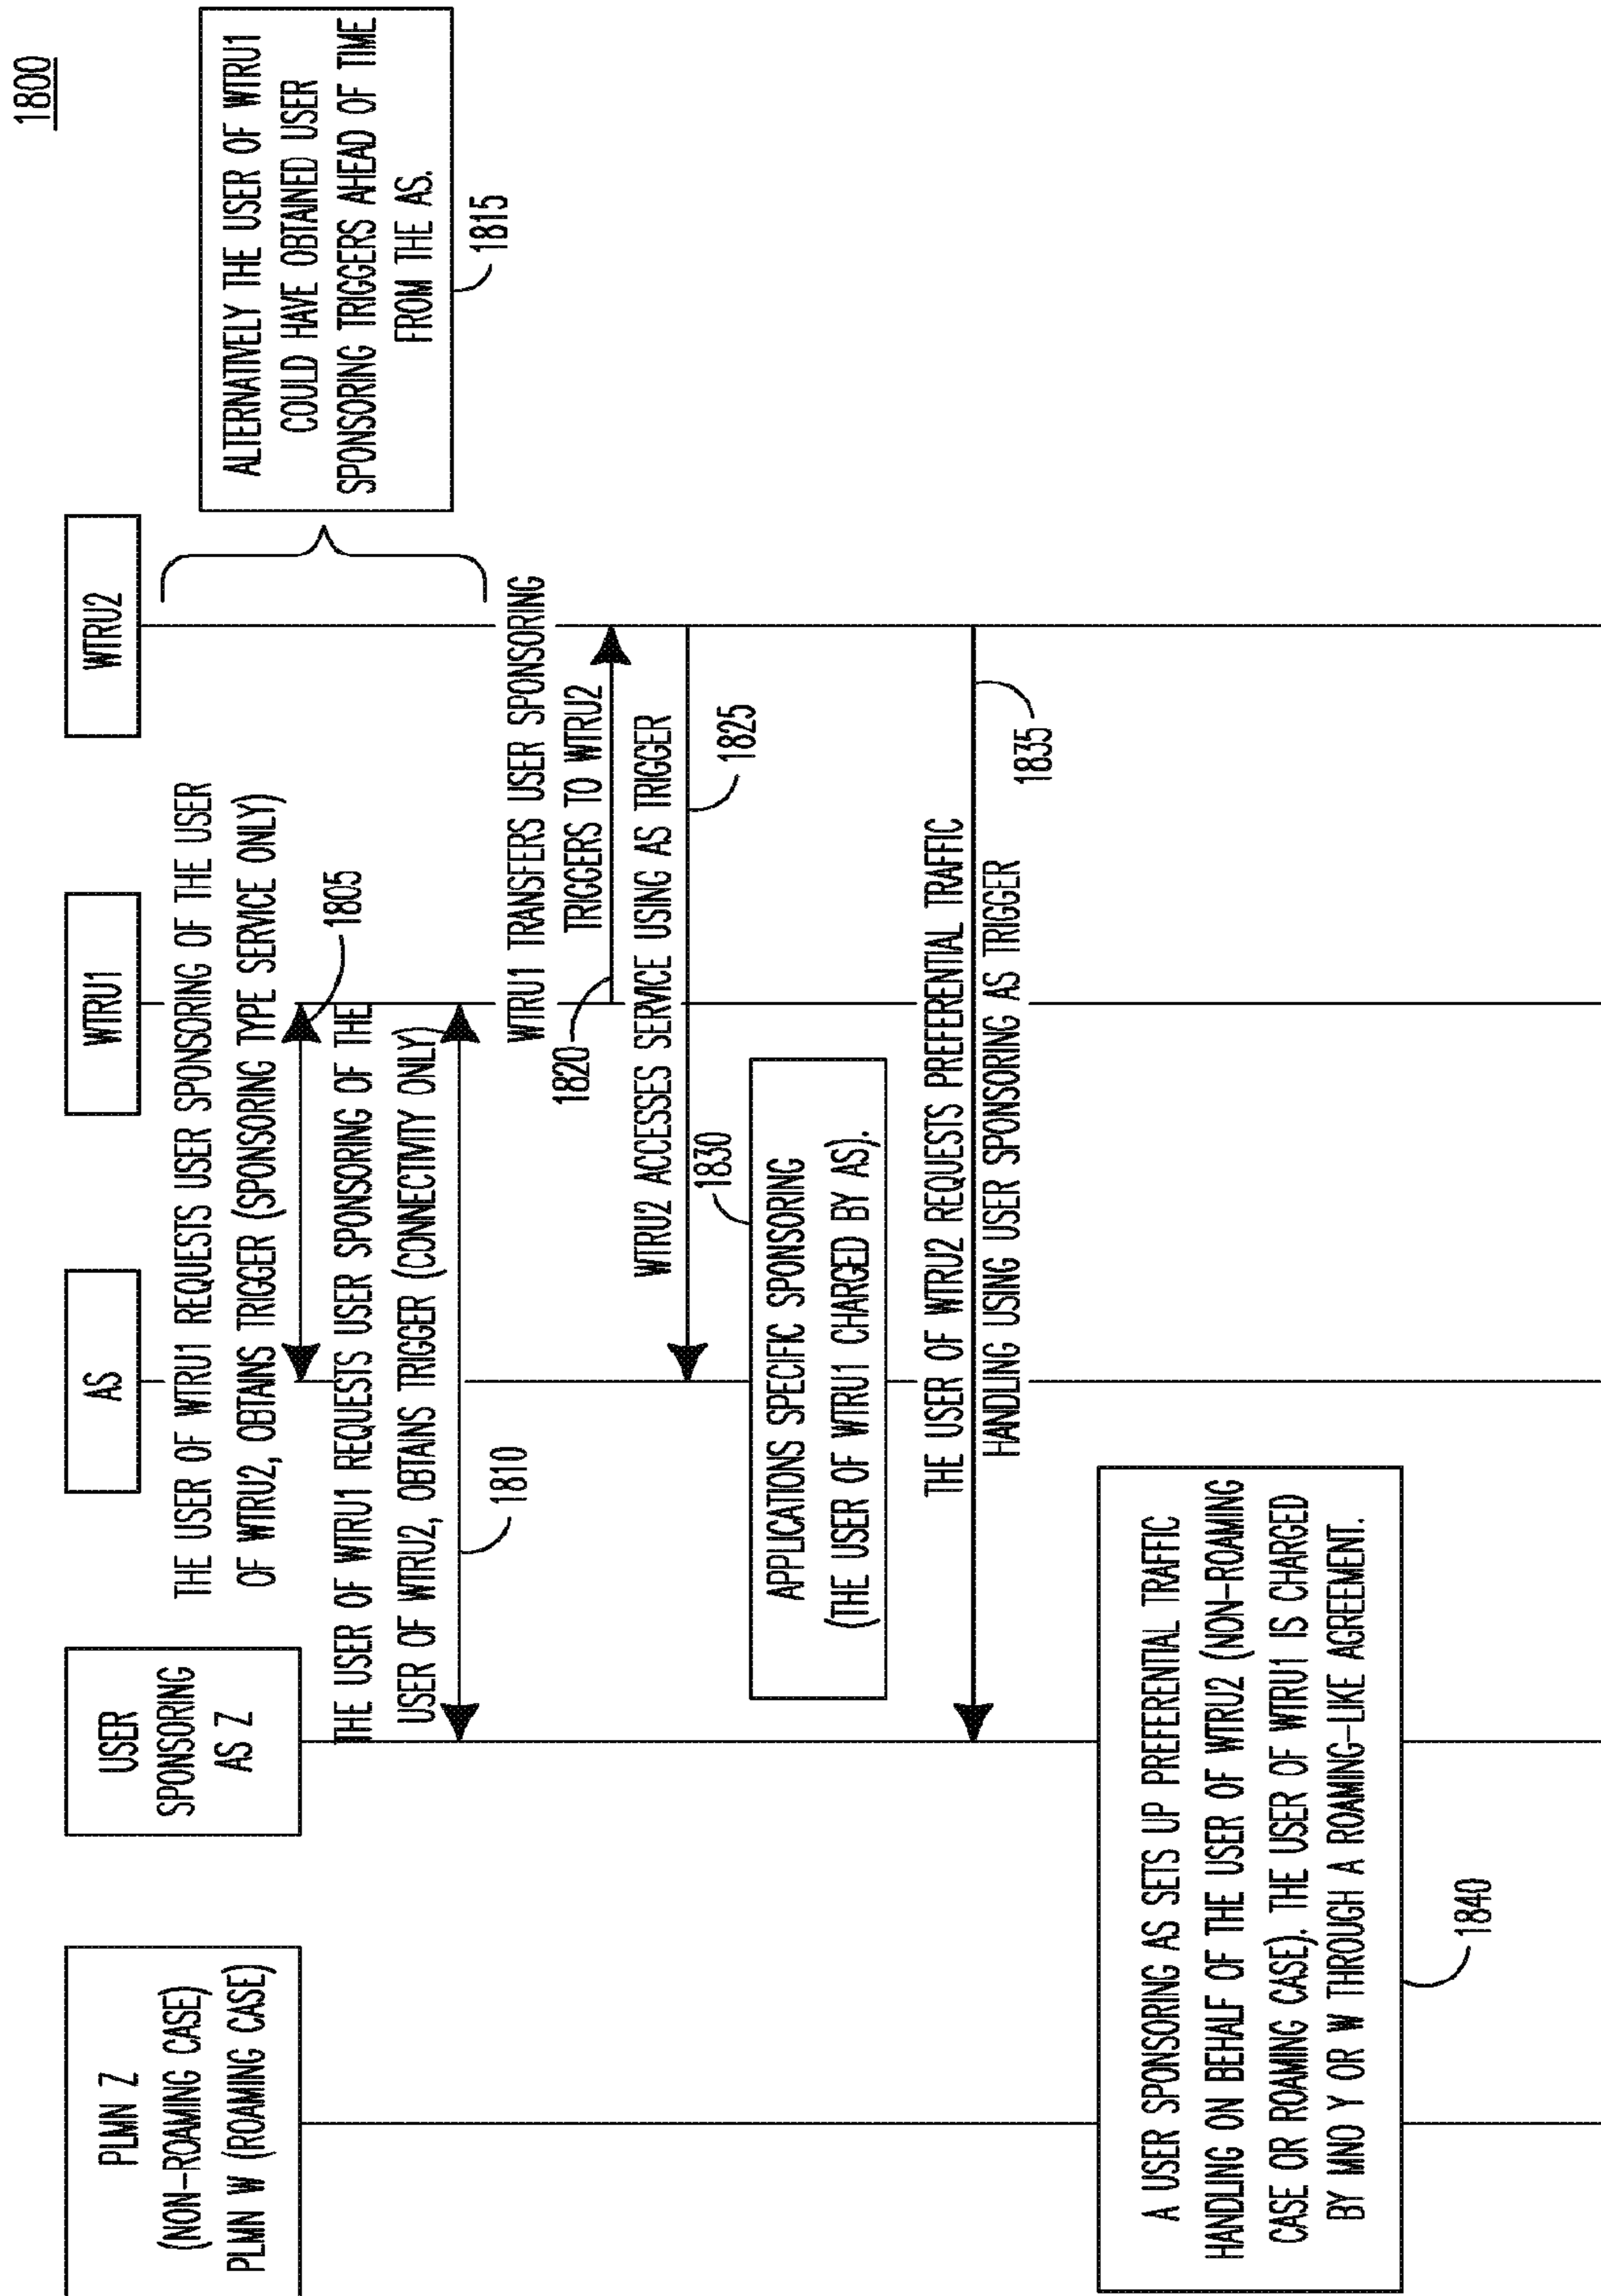 1800
PLMN Z
(NON-ROAMING CASE)
PLMN W (ROAMING CASE)
USER
SPONSORING
AS Z
AS
WTRU1
WTRU2
THE USER OF WTRU1 REQUESTS USER SPONSORING OF THE USER
OF WTRU2, OBTAINS TRIGGER (SPONSORING TYPE SERVICE ONLY)
1805
THE USER OF WTRU1 REQUESTS USER SPONSORING OF THE
USER OF WTRU2, OBTAINS TRIGGER (CONNECTIVITY ONLY)
1810
ALTERNATIVELY THE USER OF WTRU1
COULD HAVE OBTAINED USER
SPONSORING TRIGGERS AHEAD OF TIME
FROM THE AS.
1815
WTRU1 TRANSFERS USER SPONSORING
TRIGGERS TO WTRU2
1820
WTRU2 ACCESSES SERVICE USING AS TRIGGER
1825
1830
APPLICATIONS SPECIFIC SPONSORING
(THE USER OF WTRU1 CHARGED BY AS).
THE USER OF WTRU2 REQUESTS PREFERENTIAL TRAFFIC
HANDLING USING USER SPONSORING AS TRIGGER
1835
A USER SPONSORING AS SETS UP PREFERENTIAL TRAFFIC
HANDLING ON BEHALF OF THE USER OF WTRU2 (NON-ROAMING
CASE OR ROAMING CASE). THE USER OF WTRU1 IS CHARGED
BY MNO Y OR W THROUGH A ROAMING-LIKE AGREEMENT.
1840